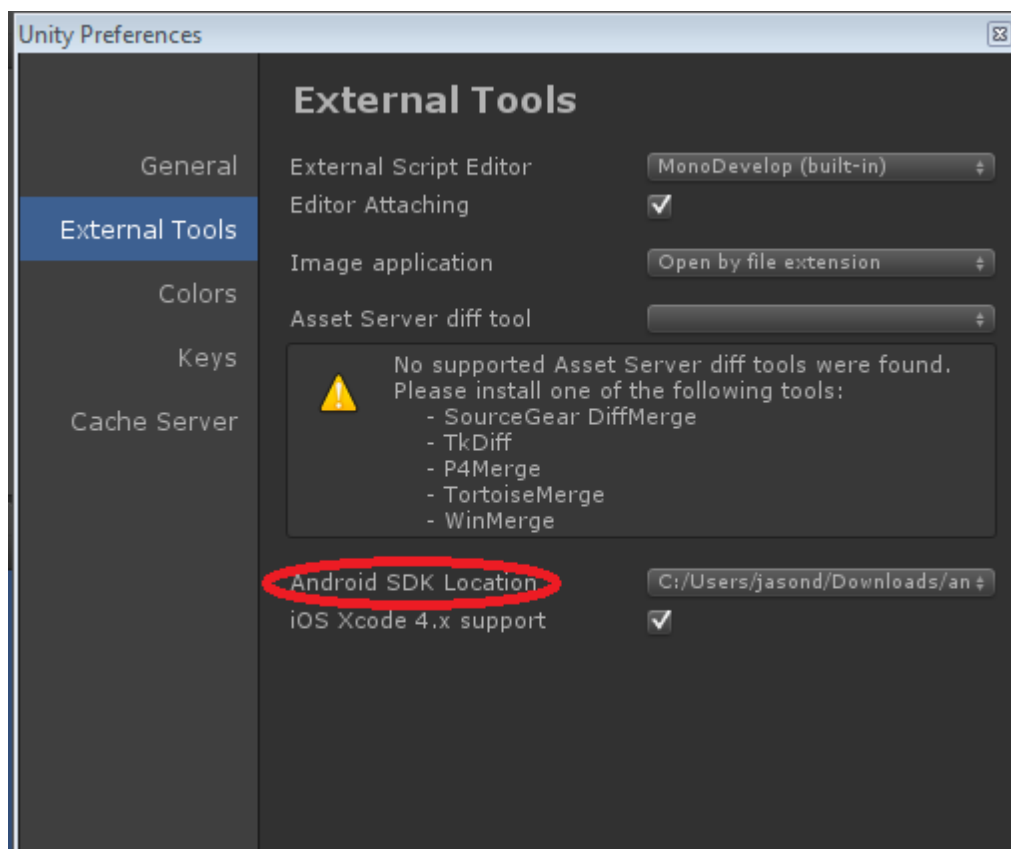 Unity Preferences
External Tools
General
External Tools
Colors
Keys
Cache Server
External Script Editor MonoDevelop (built-in)
Editor Attaching
Image application Open by file extension
Asset Server diff tool
No supported Asset Server diff tools were found.
Please install one of the following tools:
- SourceGear DiffMerge
- TkDiff
- P4Merge
- TortoiseMerge
- WinMerge
Android SDK Location C:/Users/jasond/Downloads/an
iOS Xcode 4.x support